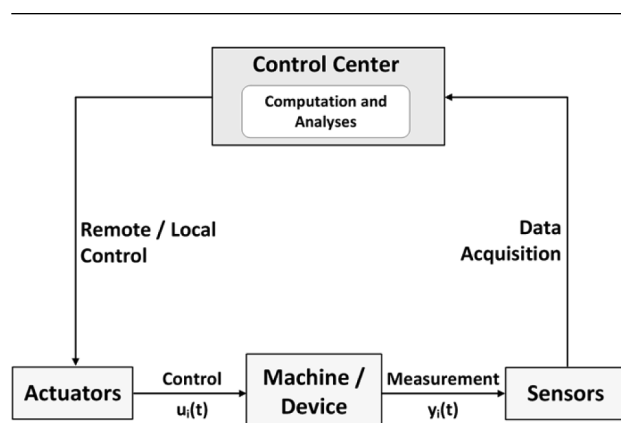 Control Center
Computation and
Analyses
Remote / Local
Control
Data
Acquisition
Actuators
Control
uᵢ(t)
Machine /
Device
Measurement
yᵢ(t)
Sensors